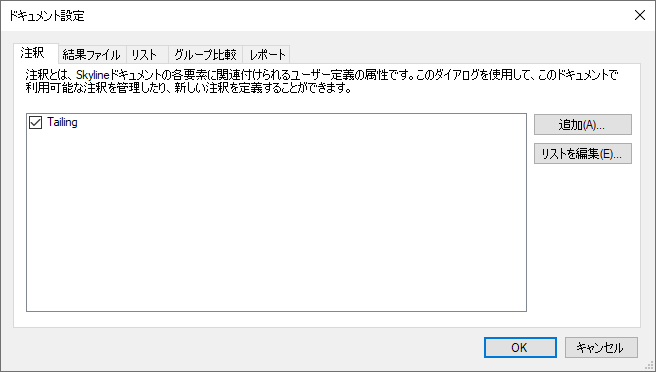 ドキュメント設定
注釈
結果ファイル
リスト
グループ比較
レポート
注釈とは、Skylineドキュメントの各要素に関連付けられるユーザー定義の属性です。このダイアログを使用して、このドキュメントで
利用可能な注釈を管理したり、新しい注釈を定義することができます。
Tailing
追加(A)...
リストを編集(E)...
OK
キャンセル